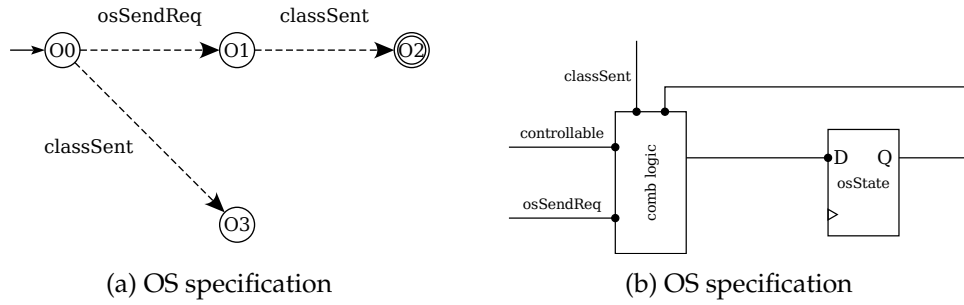 osSendReq
classSent
O0
O1
O2
classSent
O3
(a) OS specification
classSent
controllable
osSendReq
comb logic
D Q
osState
(b) OS specification